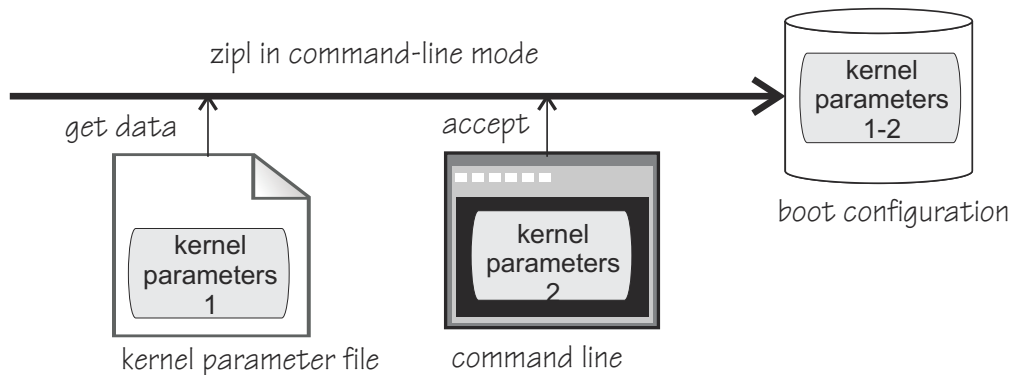 zipl in command-line mode
get data
accept
kernel
parameters
1-2
boot configuration
kernel
parameters
1
kernel parameter file
kernel
parameters
2
command line